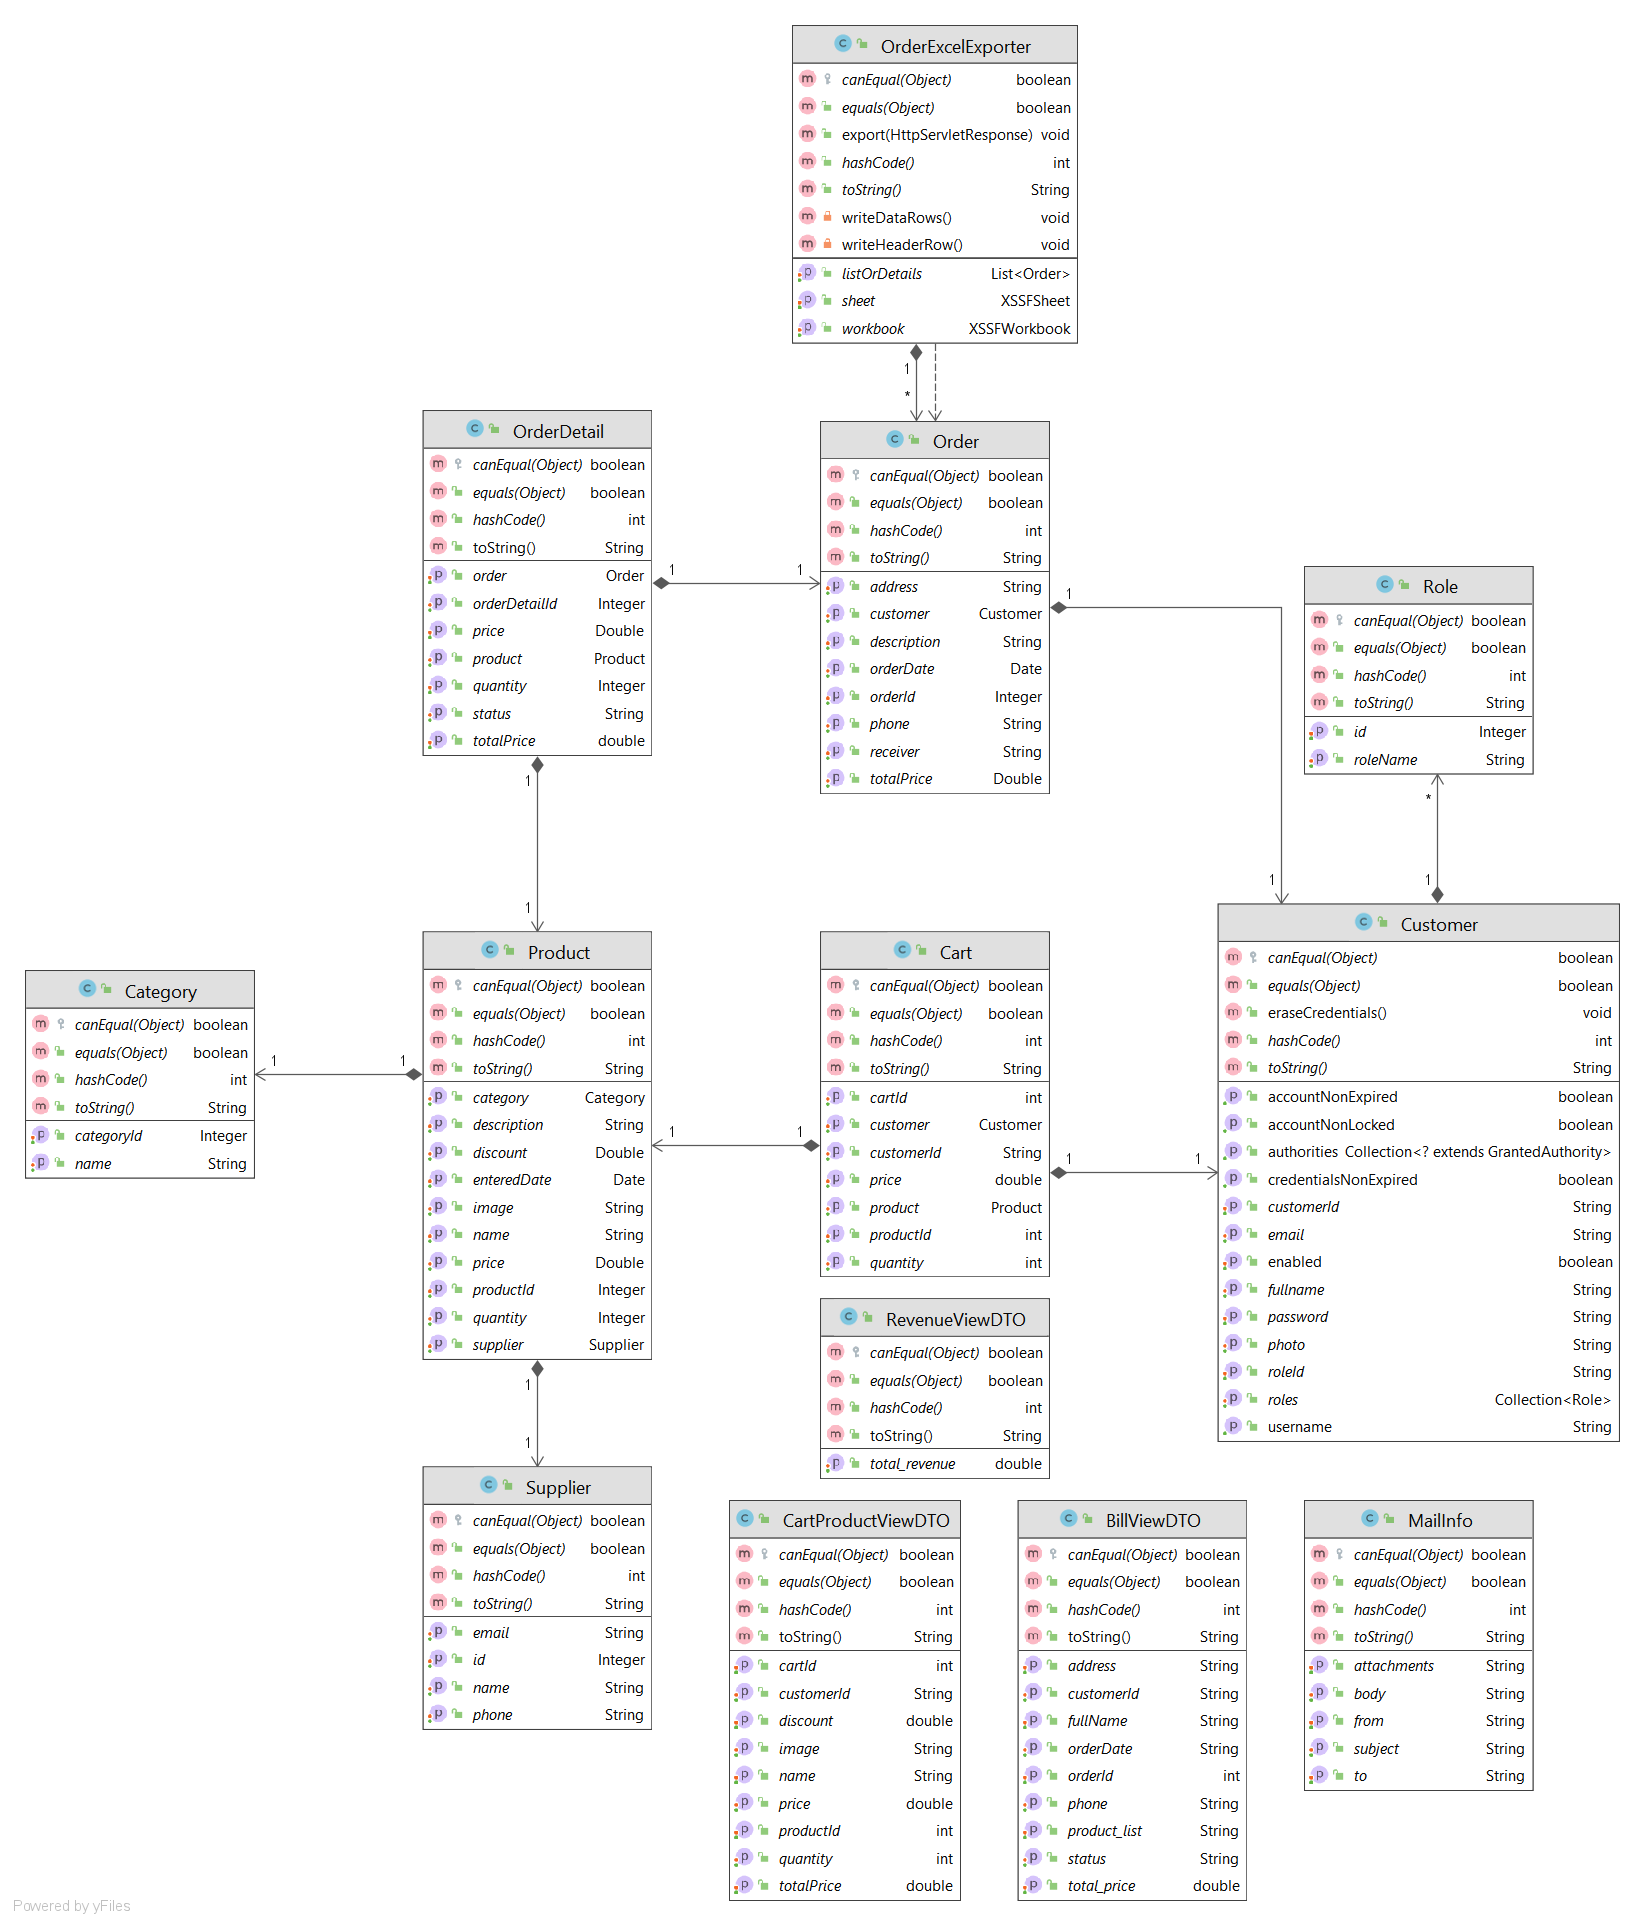 OrderExcelExporter
canEqual(Object) boolean
equals(Object) boolean
export(HttpServletResponse) void
hashCode() int
toString() String
writeDataRows() void
writeHeaderRow() void
listOrDetails List<Order>
sheet XSSFSheet
workbook XSSFWorkbook
1
*
OrderDetail
canEqual(Object) boolean
equals(Object) boolean
hashCode() int
toString() String
order Order
orderDetailId Integer
price Double
product Product
quantity Integer
status String
totalPrice double
1
1
1
1
Order
canEqual(Object) boolean
equals(Object) boolean
hashCode() int
toString() String
address String
customer Customer
description String
orderDate Date
orderId Integer
phone String
receiver String
totalPrice Double
1
1
Role
canEqual(Object) boolean
equals(Object) boolean
hashCode() int
toString() String
id Integer
roleName String
*
1
Category
canEqual(Object) boolean
equals(Object) boolean
hashCode() int
toString() String
categoryId Integer
name String
1
1
Product
canEqual(Object) boolean
equals(Object) boolean
hashCode() int
toString() String
category Category
description String
discount Double
enteredDate Date
image String
name String
price Double
productId Integer
quantity Integer
supplier Supplier
1
1
1
1
Cart
canEqual(Object) boolean
equals(Object) boolean
hashCode() int
toString() String
cartId int
customer Customer
customerId String
price double
product Product
productId int
quantity int
1
1
Customer
canEqual(Object) boolean
equals(Object) boolean
eraseCredentials() void
hashCode() int
toString() String
accountNonExpired boolean
accountNonLocked boolean
authorities Collection<? extends GrantedAuthority>
credentialsNonExpired boolean
customerId String
email String
enabled boolean
fullname String
password String
photo String
roleId String
roles Collection<Role>
username String
RevenueViewDTO
canEqual(Object) boolean
equals(Object) boolean
hashCode() int
toString() String
total_revenue double
Supplier
canEqual(Object) boolean
equals(Object) boolean
hashCode() int
toString() String
email String
id Integer
name String
phone String
CartProductViewDTO
canEqual(Object) boolean
equals(Object) boolean
hashCode() int
toString() String
cartId int
customerId String
discount double
image String
name String
price double
productId int
quantity int
totalPrice double
BillViewDTO
canEqual(Object) boolean
equals(Object) boolean
hashCode() int
toString() String
address String
customerId String
fullName String
orderDate String
orderId int
phone String
product_list String
status String
total_price double
MailInfo
canEqual(Object) boolean
equals(Object) boolean
hashCode() int
toString() String
attachments String
body String
from String
subject String
to String
Powered by yFiles